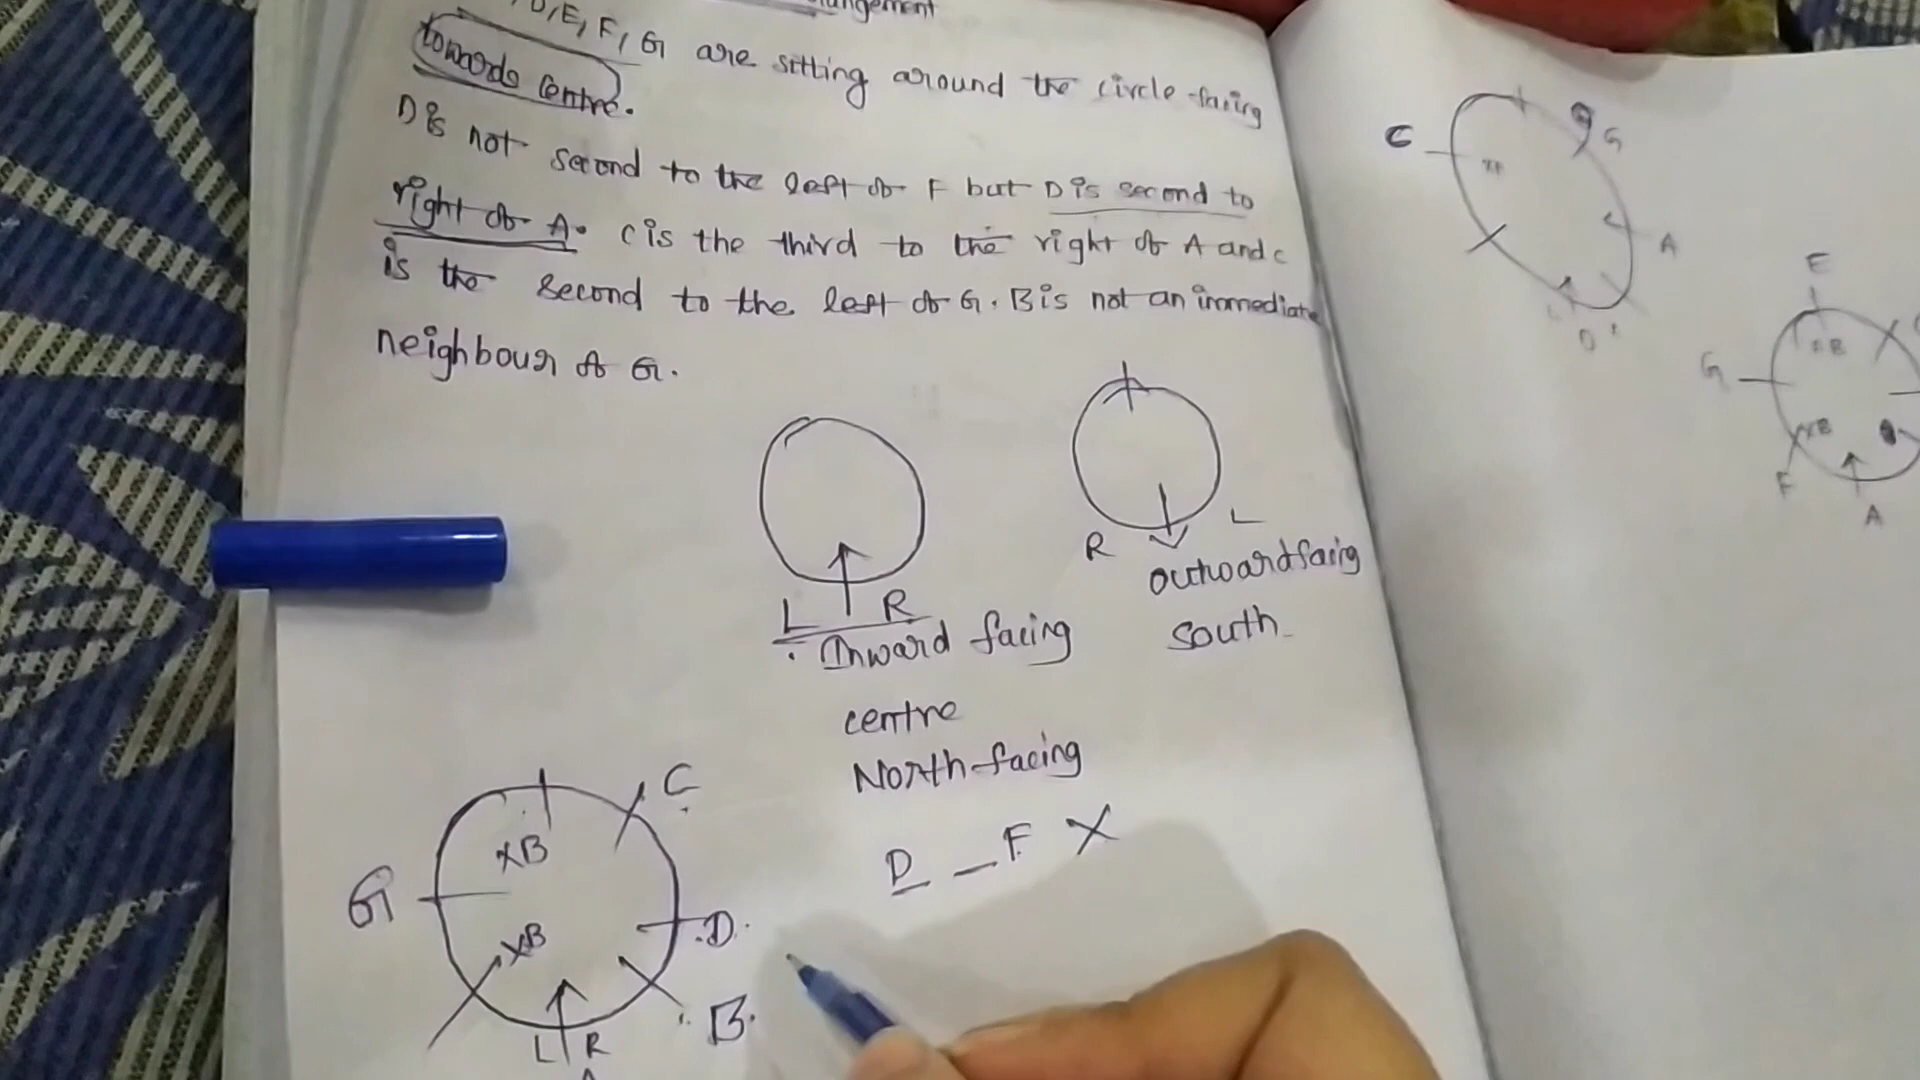 D, E, F, G are sitting around the circle facing
towards centre.
D is not second to the left of F but D is second to
right of A. C is the third to the right of A and C
is the second to the left of G. B is not an immediate
neighbour of G.
L R
Inward facing
centre
North facing
R L
outward facing
south
D _ F X
C
XB
G
XB
D
B
L R
A
C
G
A
D
E
G
XB
XB
F
A